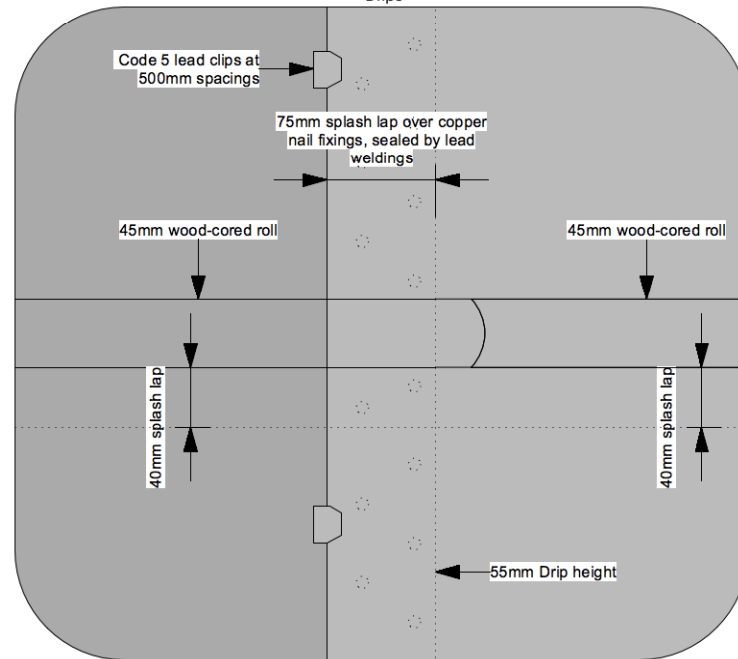 Drips
Code 5 lead clips at
500mm spacings
75mm splash lap over copper
nail fixings, sealed by lead
weldings
45mm wood-cored roll
45mm wood-cored roll
40mm splash lap
40mm splash lap
55mm Drip height